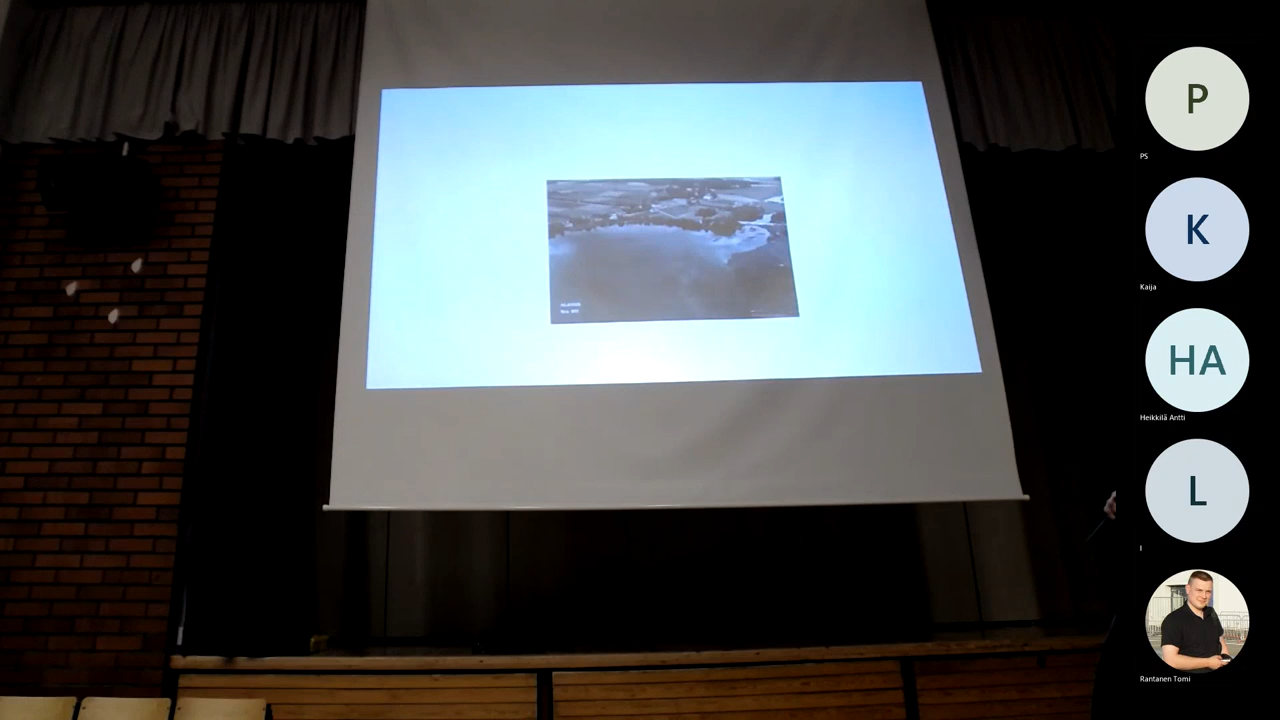 P
PS
K
Kaija
HA
Heikkilä Antti
L
l
Rantanen Tomi